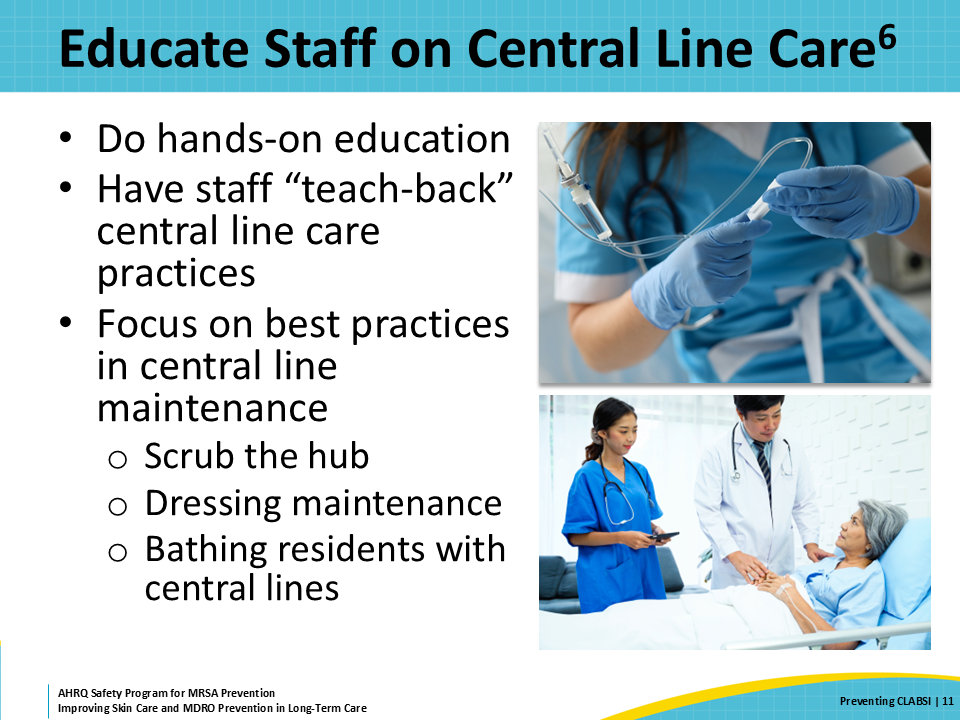 Educate Staff on Central Line Care⁶
• Do hands-on education
• Have staff “teach-back”
central line care
practices
• Focus on best practices
in central line
maintenance
o Scrub the hub
o Dressing maintenance
o Bathing residents with
central lines
AHRQ Safety Program for MRSA Prevention
Improving Skin Care and MDRO Prevention in Long-Term Care
Preventing CLABSI | 11